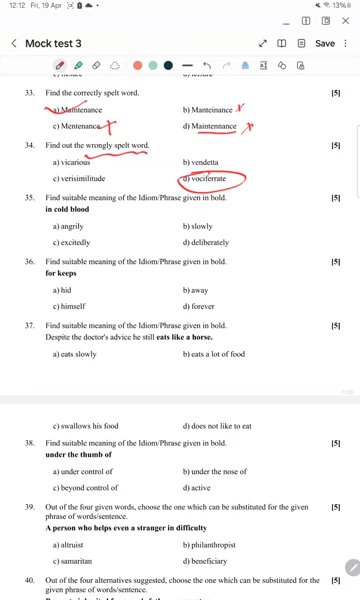 12:12 Fri, 19 Apr
13%
Mock test 3
Save
33. Find the correctly spelt word. [5]
a) Maintenance b) Manteinance
c) Mentenance d) Maintennance
34. Find out the wrongly spelt word. [5]
a) vicarious b) vendetta
c) verisimilitude d) vociferrate
35. Find suitable meaning of the Idiom/Phrase given in bold. [5]
in cold blood
a) angrily b) slowly
c) excitedly d) deliberately
36. Find suitable meaning of the Idiom/Phrase given in bold. [5]
for keeps
a) hid b) away
c) himself d) forever
37. Find suitable meaning of the Idiom/Phrase given in bold. [5]
Despite the doctor's advice he still eats like a horse.
a) eats slowly b) eats a lot of food
c) swallows his food d) does not like to eat
38. Find suitable meaning of the Idiom/Phrase given in bold. [5]
under the thumb of
a) under control of b) under the nose of
c) beyond control of d) active
39. Out of the four given words, choose the one which can be substituted for the given [5]
phrase of words/sentence.
A person who helps even a stranger in difficulty
a) altruist b) philanthropist
c) samaritan d) beneficiary
40. Out of the four alternatives suggested, choose the one which can be substituted for the [5]
given phrase of words/sentence.